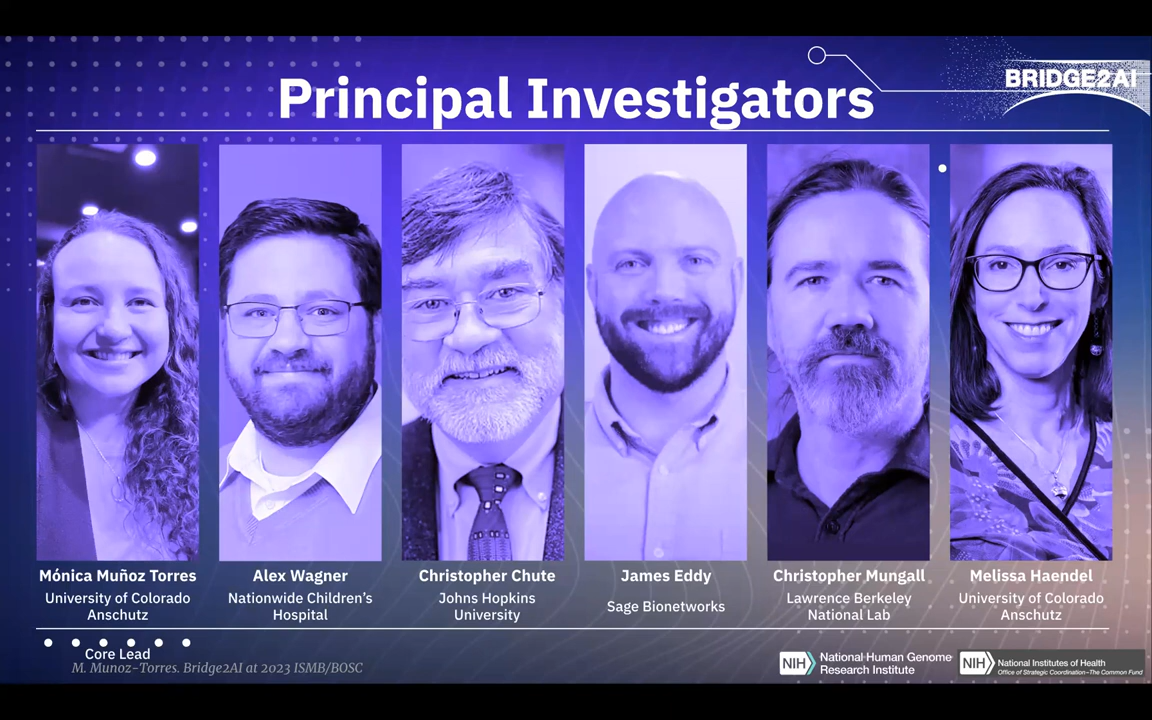 Principal Investigators
BRIDGE2AI
Mónica Muñoz Torres
University of Colorado
Anschutz
Alex Wagner
Nationwide Children's
Hospital
Christopher Chute
Johns Hopkins
University
James Eddy
Sage Bionetworks
Christopher Mungall
Lawrence Berkeley
National Lab
Melissa Haendel
University of Colorado
Anschutz
Core Lead
M. Munoz-Torres. Bridge2AI at 2023 ISMB/BOSC
NIH
National Human Genome
Research Institute
NIH
National Institutes of Health
Office of Strategic Coordination–The Common Fund